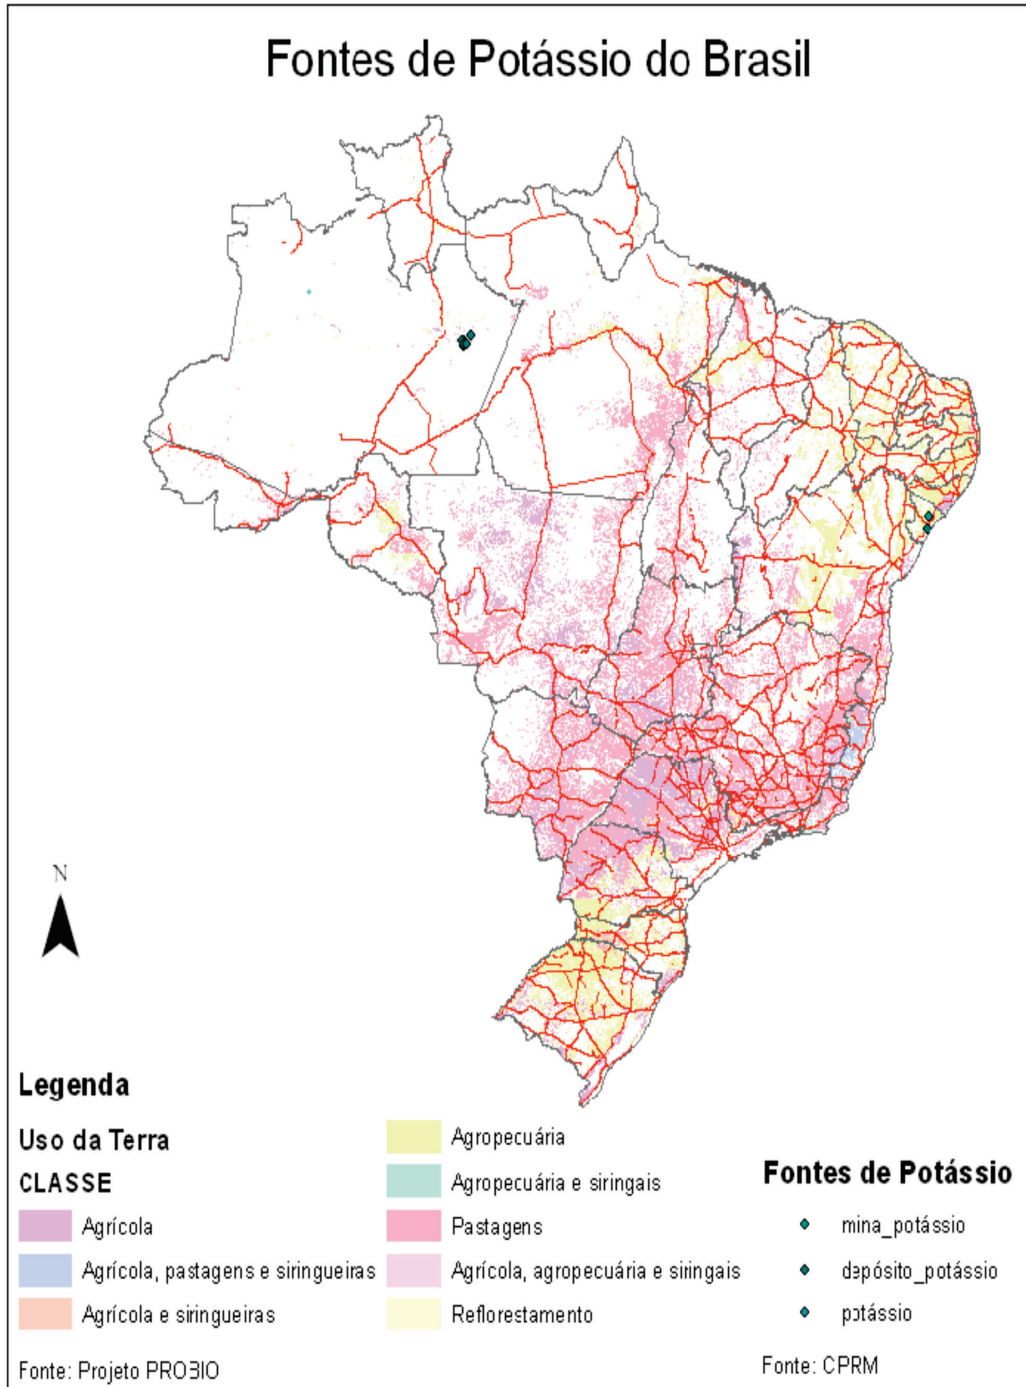 Fontes de Potássio do Brasil
N
Legenda
Uso da Terra
CLASSE
Agrícola
Agrícola, pastagens e siringueiras
Agrícola e siringueiras
Agropecuária
Agropecuária e siringais
Pastagens
Agrícola, agropecuária e siringais
Reflorestamento
Fontes de Potássio
mina_potássio
depósito_potássio
potássio
Fonte: Projeto PROBIO
Fonte: CPRM